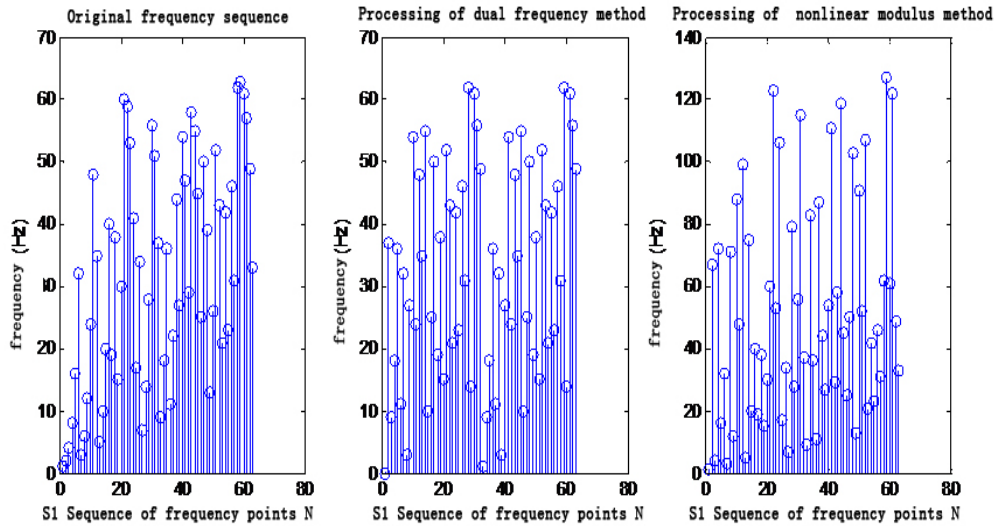 Original frequency sequence
70
60
50
40
30
20
10
0
frequency (Hz)
0 20 40 60 80
S1 Sequence of frequency points N
Processing of dual frequency method
70
60
50
40
30
20
10
0
frequency (Hz)
0 20 40 60 80
S1 Sequence of frequency points N
Processing of nonlinear modulus method
140
120
100
80
60
40
20
0
frequency (Hz)
0 20 40 60 80
S1 Sequence of frequency points N